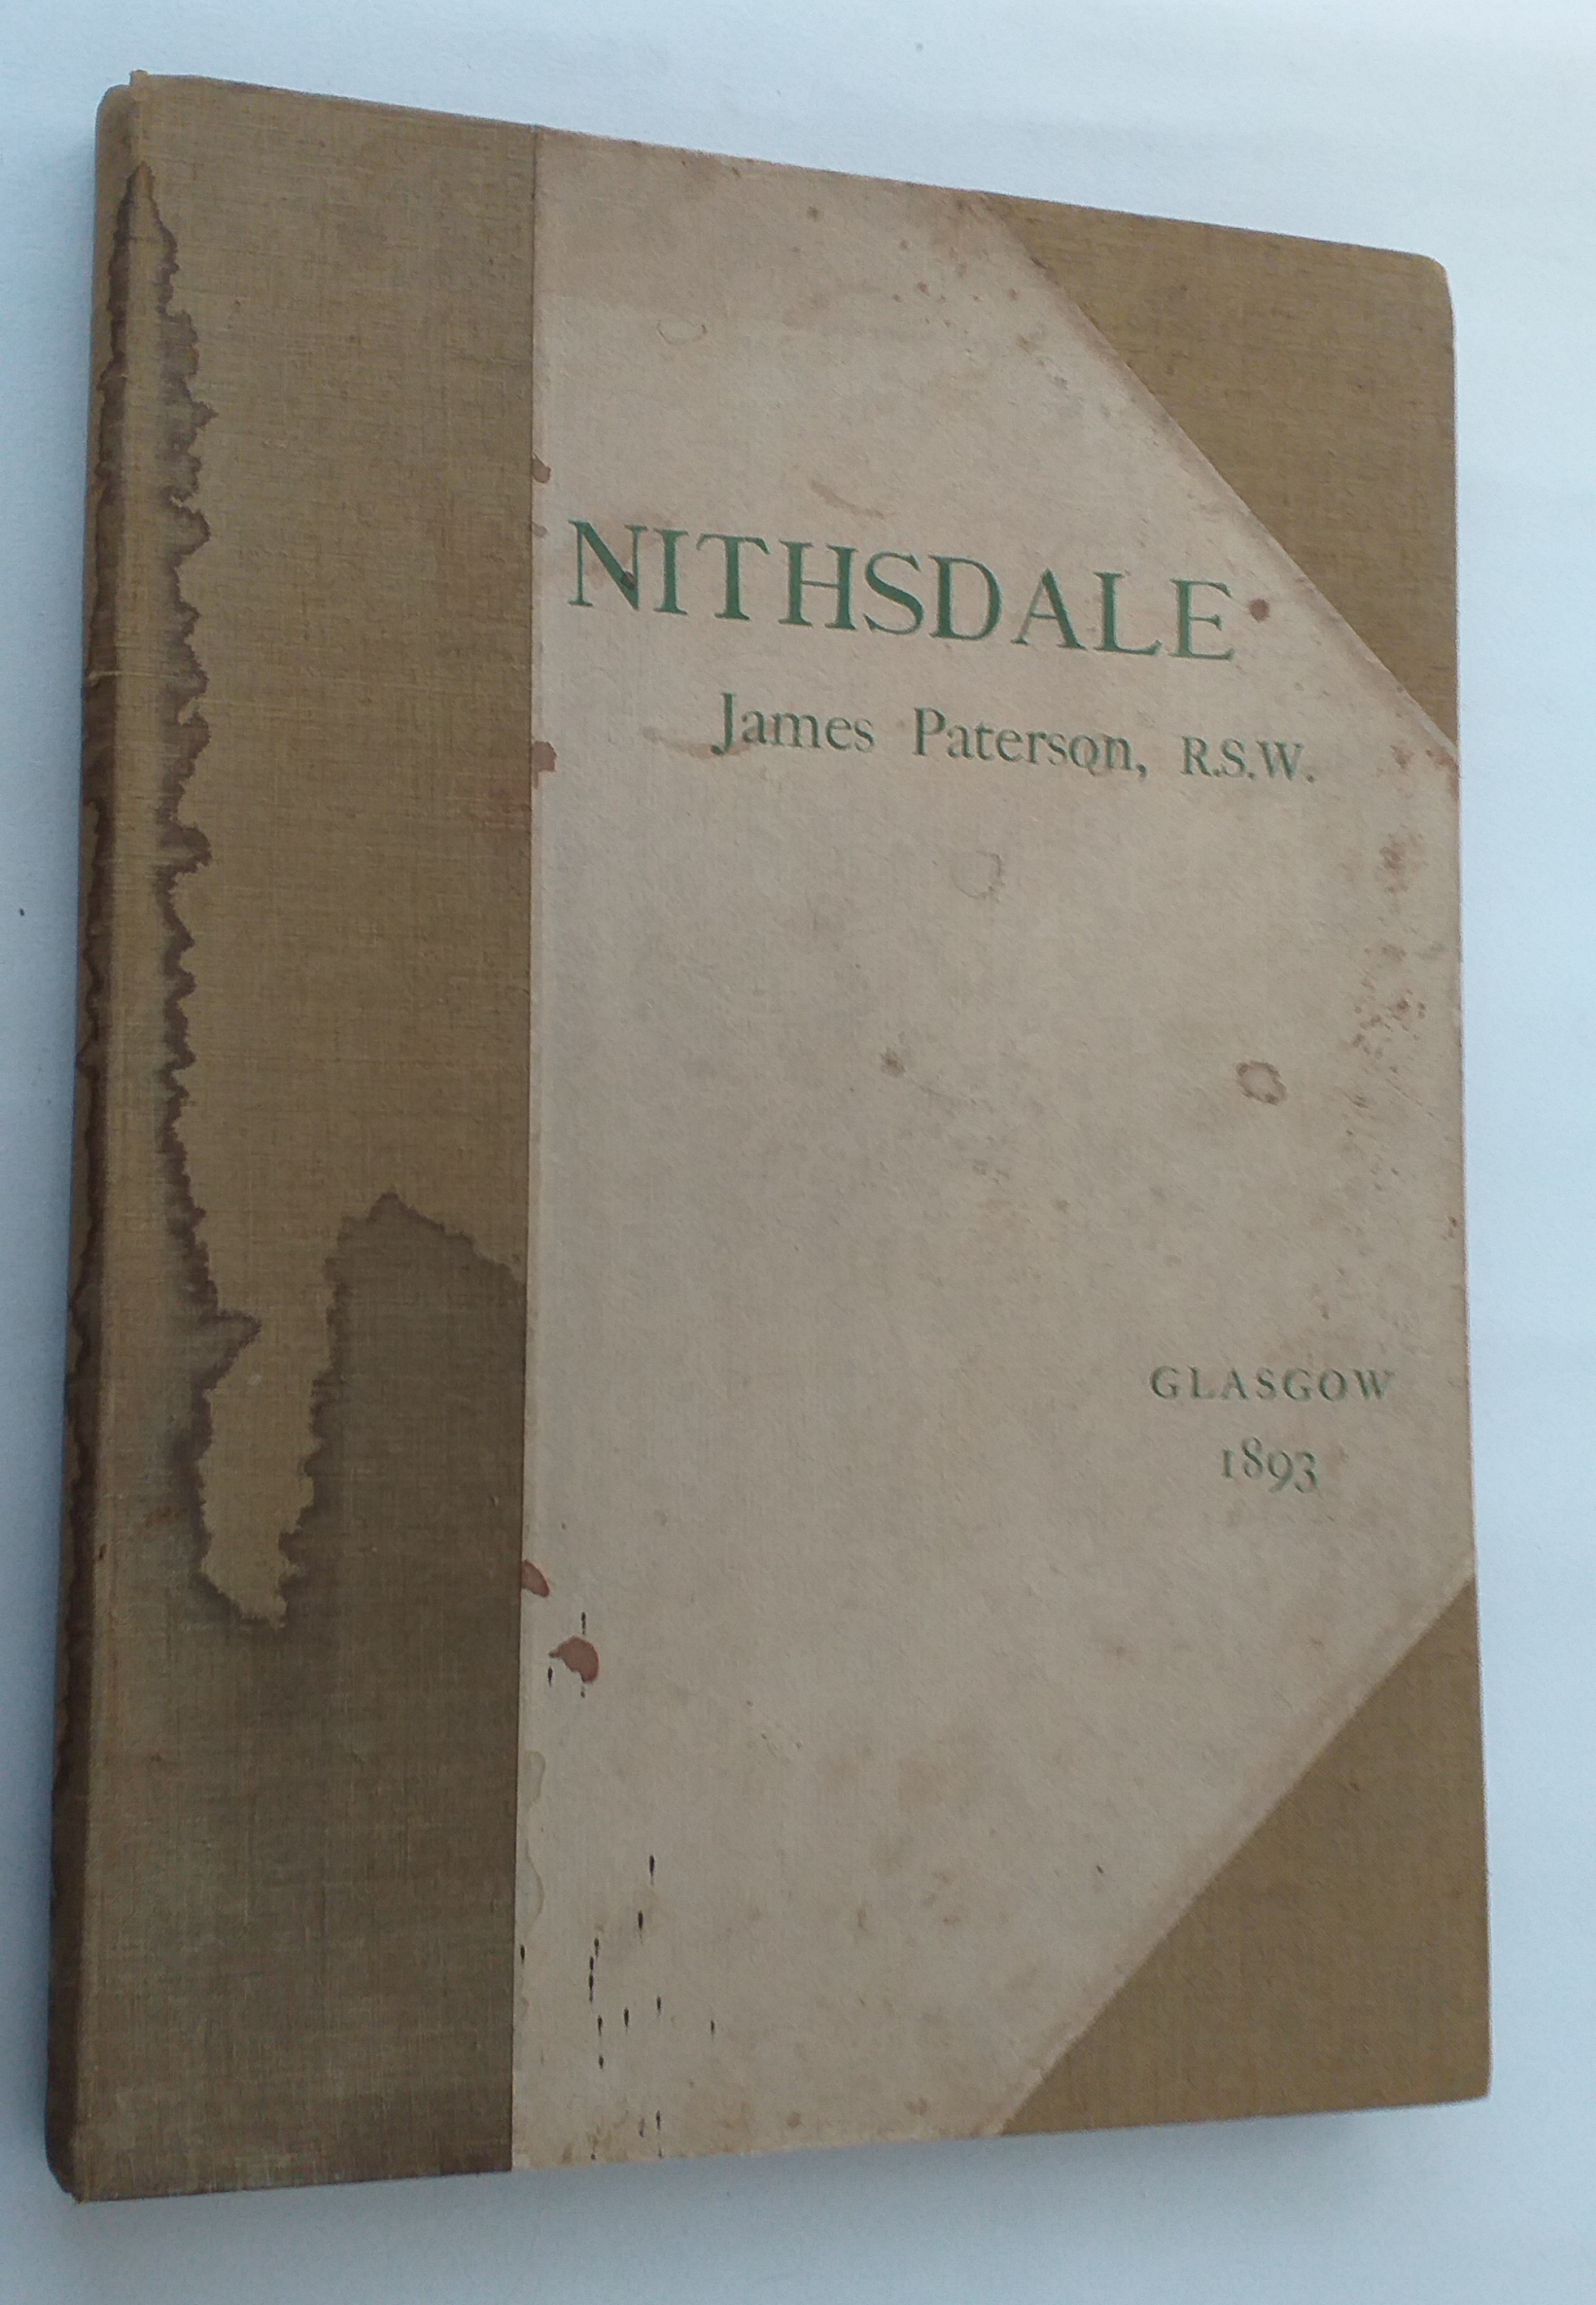 NITHSDALE
James Paterson, R.S.W.
GLASGOW
1893